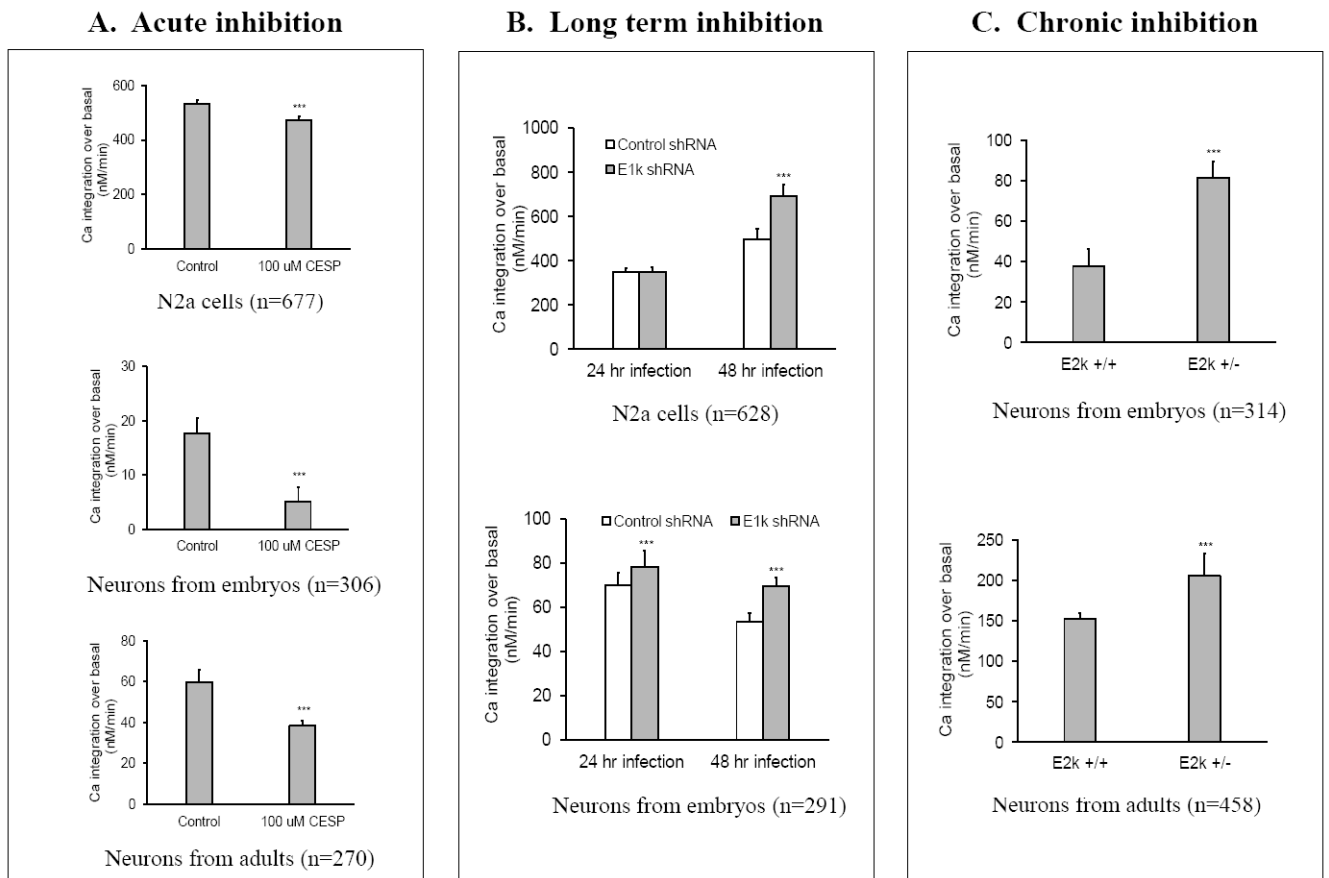 A. Acute inhibition
Ca integration over basal
(nM/min)
600
400
200
0
***
Control
100 uM CESP
N2a cells (n=677)
Ca integration over basal
(nM/min)
30
20
10
0
***
Control
100 uM CESP
Neurons from embryos (n=306)
Ca integration over basal
(nM/min)
80
60
40
20
0
***
Control
100 uM CESP
Neurons from adults (n=270)
B. Long term inhibition
Ca integration over basal
(nM/min)
1000
800
600
400
200
0
Control shRNA
E1k shRNA
***
24 hr infection
48 hr infection
N2a cells (n=628)
Ca integration over basal
(nM/min)
100
80
60
40
20
0
Control shRNA
E1k shRNA
***
***
24 hr infection
48 hr infection
Neurons from embryos (n=291)
C. Chronic inhibition
Ca integration over basal
(nM/min)
100
80
60
40
20
0
***
E2k +/+
E2k +/-
Neurons from embryos (n=314)
Ca integration over basal
(nM/min)
250
200
150
100
50
0
***
E2k +/+
E2k +/-
Neurons from adults (n=458)